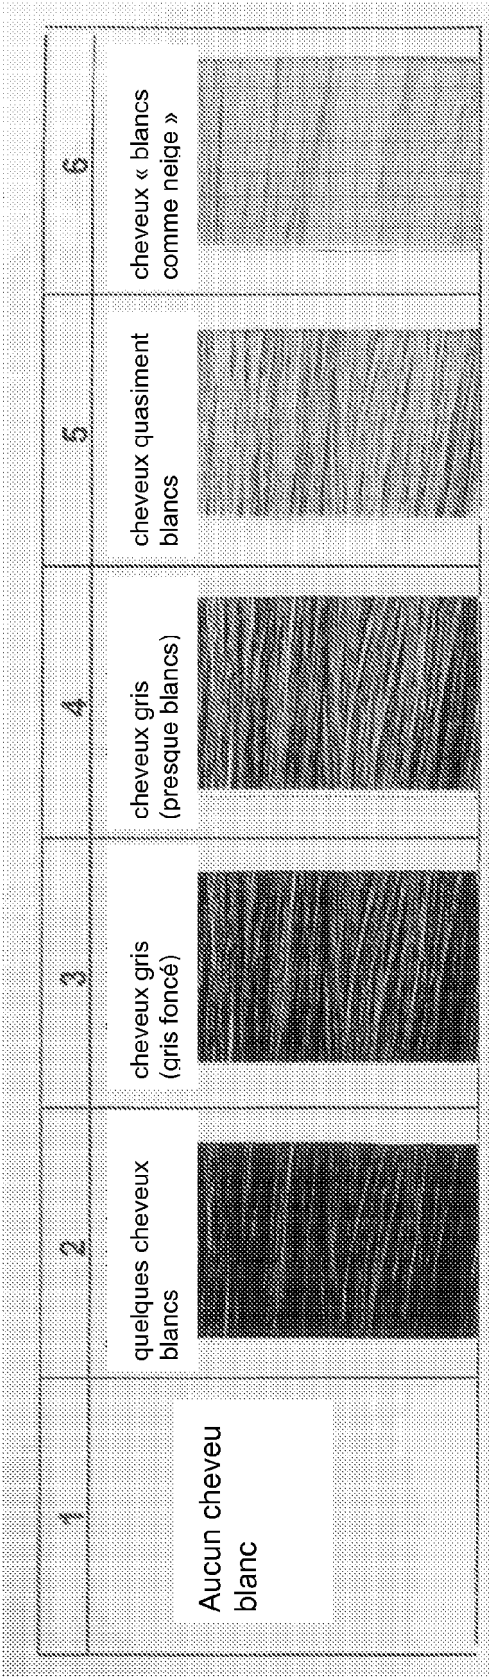 1
2
3
4
5
6
Aucun cheveu
blanc
quelques cheveux
blancs
cheveux gris
(gris foncé)
cheveux gris
(presque blancs)
cheveux quasiment
blancs
cheveux « blancs
comme neige »